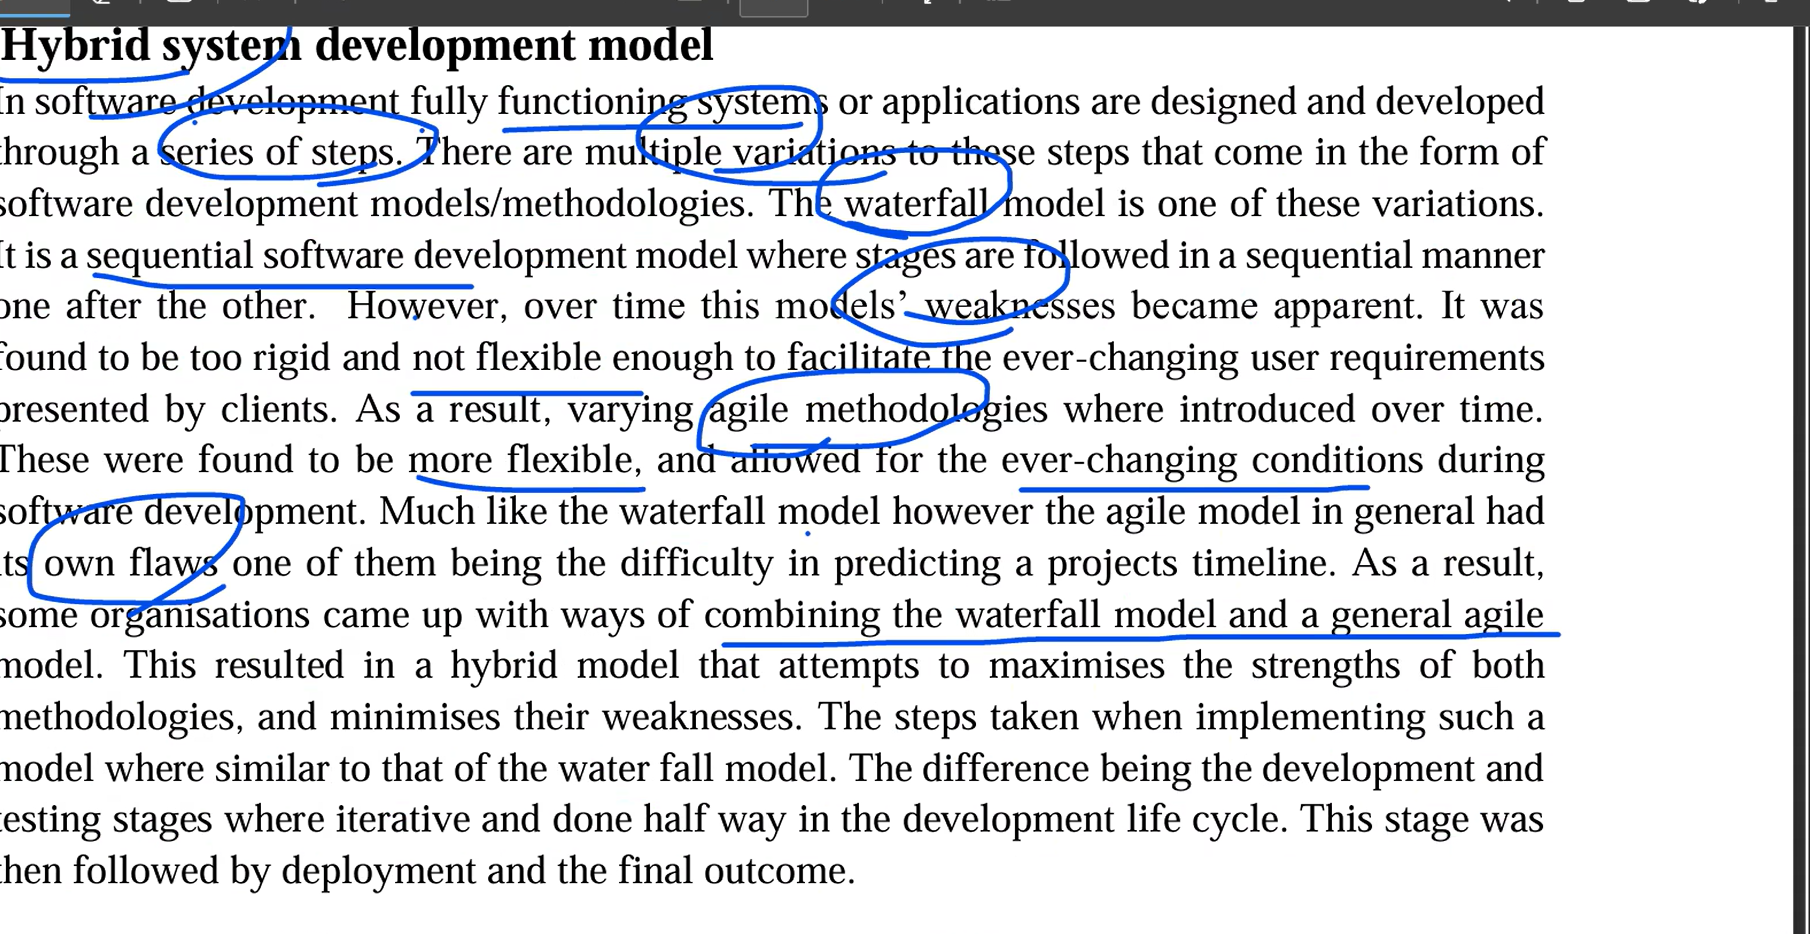 Hybrid system development model
In software development fully functioning systems or applications are designed and developed
through a series of steps. There are multiple variations to these steps that come in the form of
software development models/methodologies. The waterfall model is one of these variations.
It is a sequential software development model where stages are followed in a sequential manner
one after the other. However, over time this models’ weaknesses became apparent. It was
found to be too rigid and not flexible enough to facilitate the ever-changing user requirements
presented by clients. As a result, varying agile methodologies where introduced over time.
These were found to be more flexible, and allowed for the ever-changing conditions during
software development. Much like the waterfall model however the agile model in general had
its own flaws one of them being the difficulty in predicting a projects timeline. As a result,
some organisations came up with ways of combining the waterfall model and a general agile
model. This resulted in a hybrid model that attempts to maximises the strengths of both
methodologies, and minimises their weaknesses. The steps taken when implementing such a
model where similar to that of the water fall model. The difference being the development and
testing stages where iterative and done half way in the development life cycle. This stage was
then followed by deployment and the final outcome.